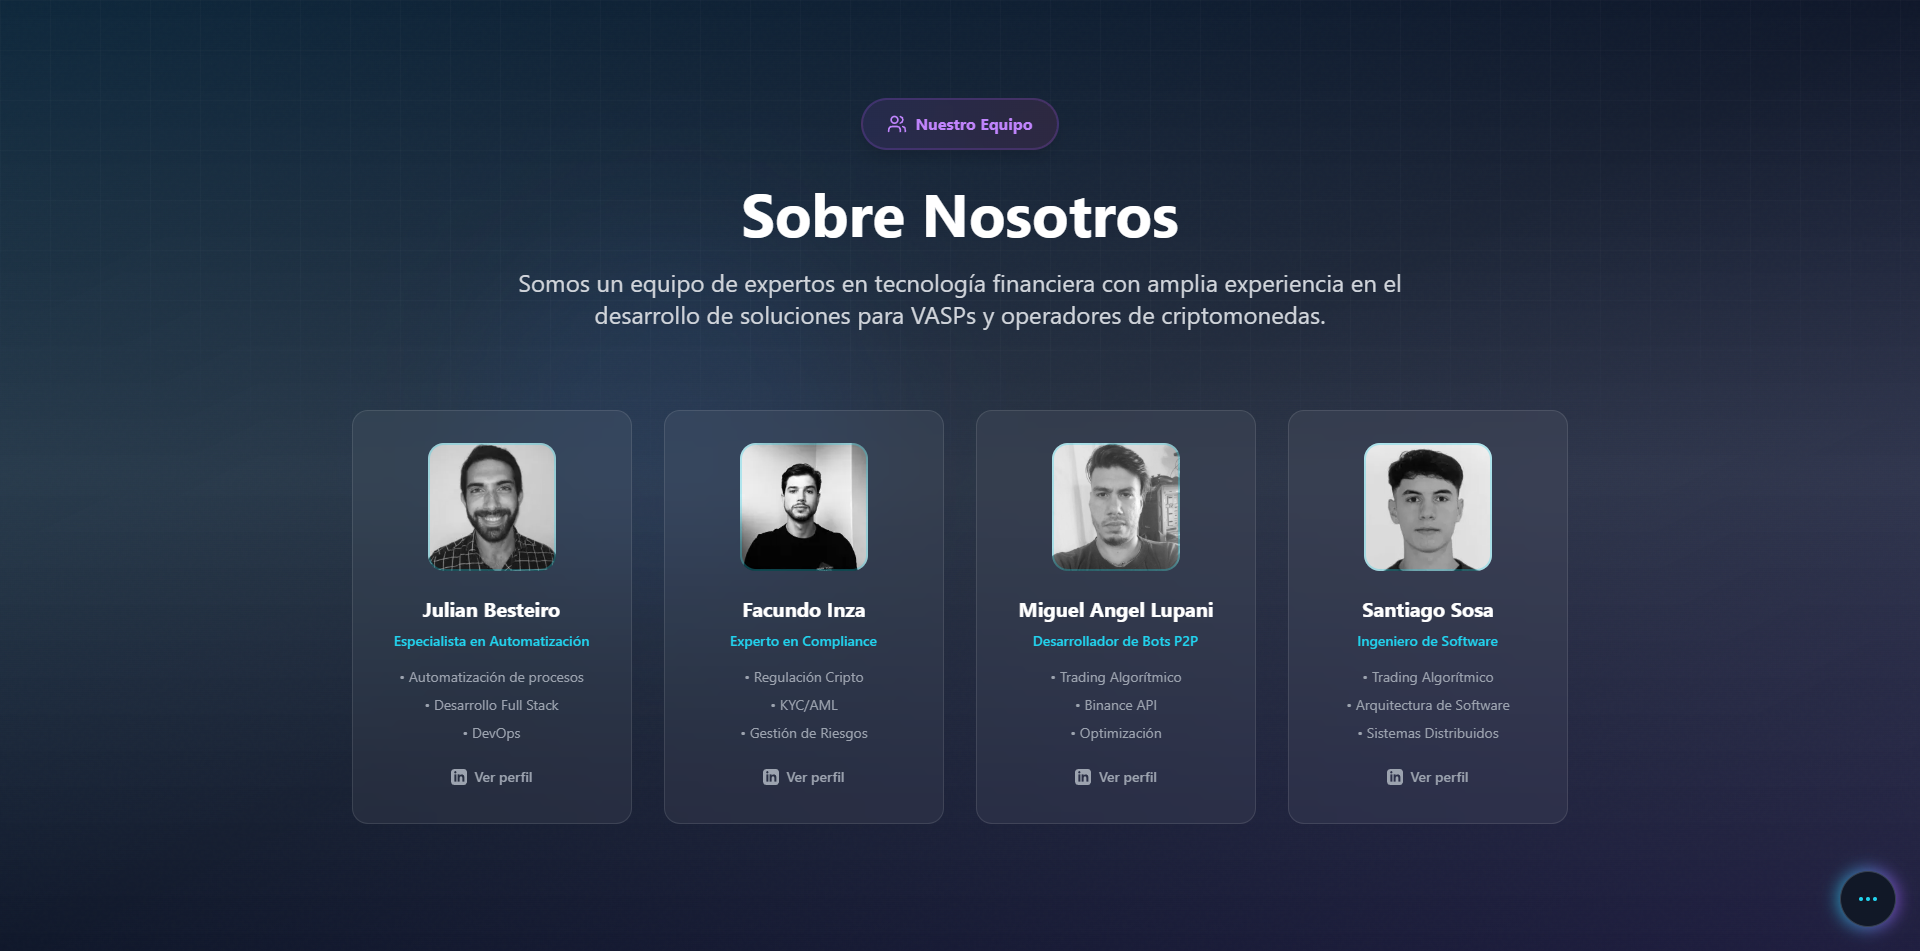 Nuestro Equipo
Sobre Nosotros
Somos un equipo de expertos en tecnología financiera con amplia experiencia en el
desarrollo de soluciones para VASPs y operadores de criptomonedas.
Julian Besteiro
Especialista en Automatización
• Automatización de procesos
• Desarrollo Full Stack
• DevOps
in Ver perfil
Facundo Inza
Experto en Compliance
• Regulación Cripto
• KYC/AML
• Gestión de Riesgos
in Ver perfil
Miguel Angel Lupani
Desarrollador de Bots P2P
• Trading Algorítmico
• Binance API
• Optimización
in Ver perfil
Santiago Sosa
Ingeniero de Software
• Trading Algorítmico
• Arquitectura de Software
• Sistemas Distribuidos
in Ver perfil